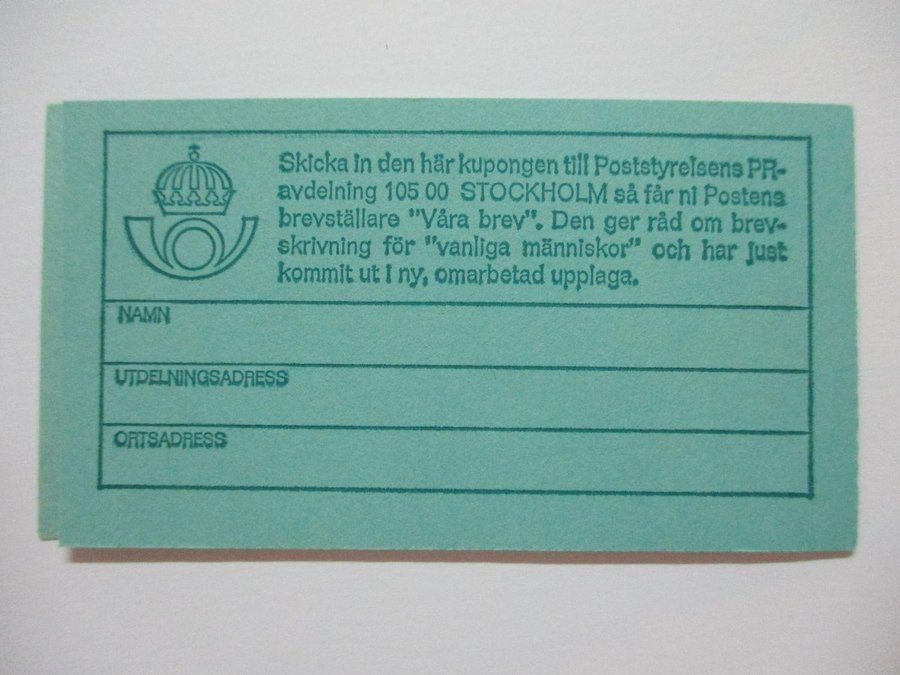 Skicka in den här kupongen till Poststyrelsens PR-
avdelning 105 00 STOCKHOLM så får ni Postens
brevställare "Våra brev". Den ger råd om brev-
skrivning för "vanliga människor" och har just
kommit ut i ny, omarbetad upplaga.
NAMN
UTDELNINGSADRESS
ORTSADRESS